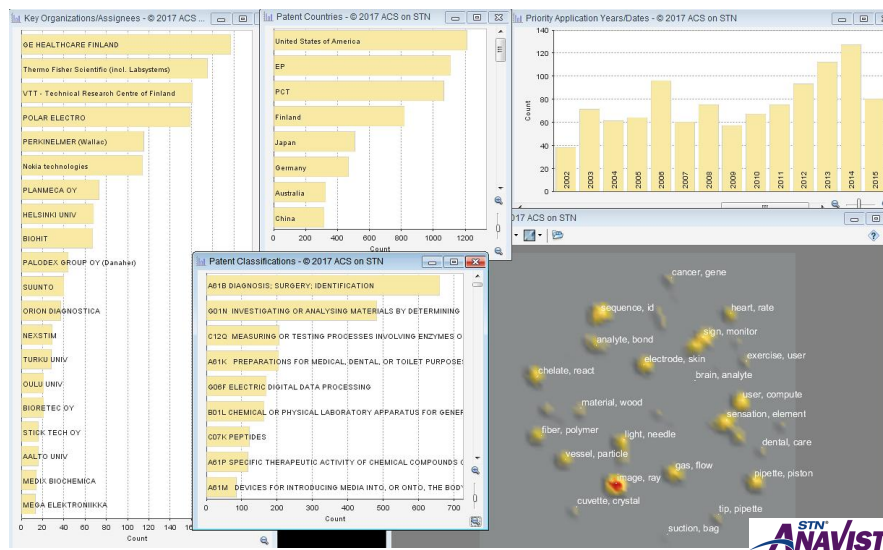 Key Organizations/Assignees - © 2017 ACS ...
GE HEALTHCARE FINLAND
Thermo Fisher Scientific (incl. Labsystems)
VTT - Technical Research Centre of Finland
POLAR ELECTRO
PERKINELMER (Wallac)
Nokia technologies
PLANMECA OY
HELSINKI UNIV
BIOHIT
PALODEX GROUP OY (Danaher)
SUUNTO
ORION DIAGNOSTICA
NEXSTIM
TURKU UNIV
OULU UNIV
BIORETEC OY
STICK TECH OY
AALTO UNIV
MEDIX BIOCHEMICA
MEGA ELEKTRONIIKKA
0 20 40 60 80 100 120 140
Count
Patent Countries - © 2017 ACS on STN
United States of America
EP
PCT
Finland
Japan
Germany
Australia
China
0 200 400 600 800 1000 1200
Count
Priority Application Years/Dates - © 2017 ACS on STN
140
120
100
80
60
40
20
0
Count
2002 2003 2004 2005 2006 2007 2008 2009 2010 2011 2012 2013 2014 2015
Patent Classifications - © 2017 ACS on STN
A61B DIAGNOSIS; SURGERY; IDENTIFICATION
G01N INVESTIGATING OR ANALYSING MATERIALS BY DETERMINING
C12Q MEASURING OR TESTING PROCESSES INVOLVING ENZYMES O
A61K PREPARATIONS FOR MEDICAL, DENTAL, OR TOILET PURPOSE
G06F ELECTRIC DIGITAL DATA PROCESSING
B01L CHEMICAL OR PHYSICAL LABORATORY APPARATUS FOR GENER
C07K PEPTIDES
A61P SPECIFIC THERAPEUTIC ACTIVITY OF CHEMICAL COMPOUNDS
A61M DEVICES FOR INTRODUCING MEDIA INTO, OR ONTO, THE BOD
0 100 200 300 400 500 600 700
Count
2017 ACS on STN
cancer, gene
sequence, id
heart, rate
sign, monitor
analyte, bond
electrode, skin
exercise, user
chelate, react
brain, analyte
user, compute
material, wood
sensation, element
fiber, polymer
light, needle
dental, care
vessel, particle
gas, flow
image, ray
pipette, piston
cuvette, crystal
tip, pipette
suction, bag
STN®
ANAVIST